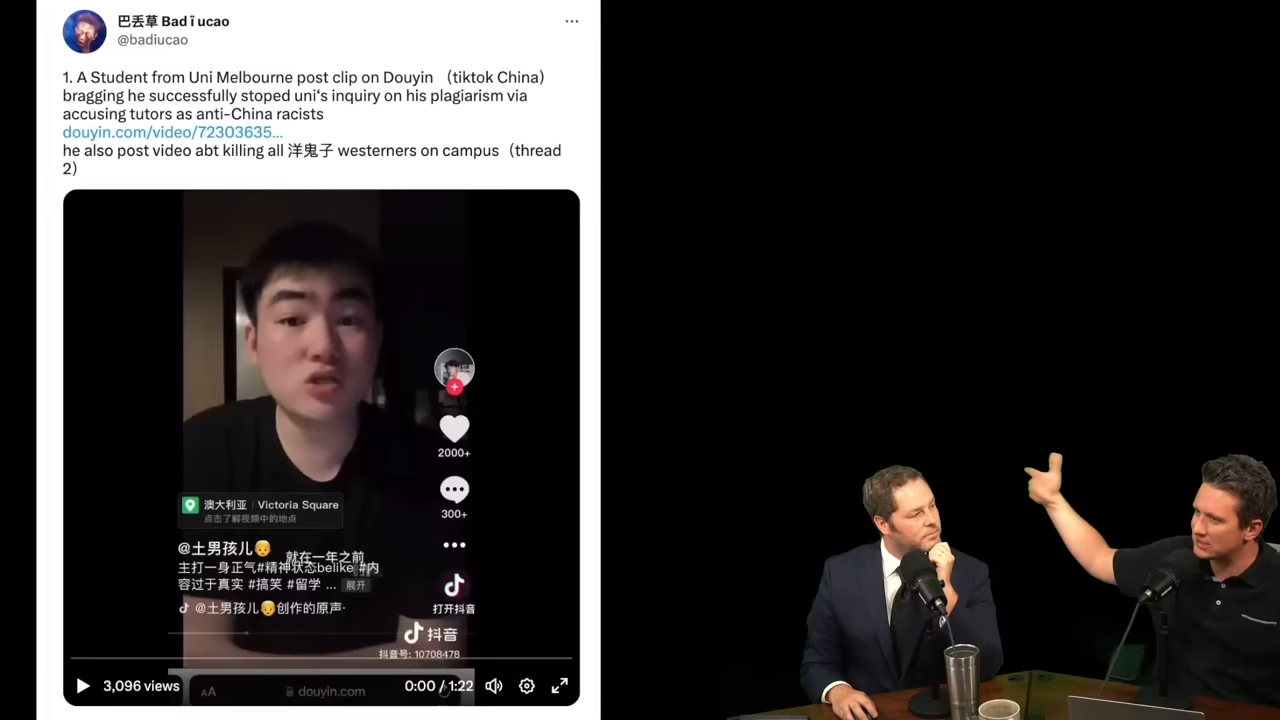 巴丢草 Bad ї ucao
@badiucao
1. A Student from Uni Melbourne post clip on Douyin （tiktok China）
bragging he successfully stoped uni‘s inquiry on his plagiarism via
accusing tutors as anti-China racists
douyin.com/video/72303635...
he also post video abt killing all 洋鬼子 westerners on campus（thread
2）
2000+
300+
澳大利亚 | Victoria Square
点击了解视频中的地点
@土男孩儿👴
就在一年之前
主打一身正气#精神状态belike #内
容过于真实 #搞笑 #留学 ... 展开
@土男孩儿👴创作的原声·
打开抖音
抖音
抖音号: 10708478
3,096 views
0:00 / 1:22
AA
douyin.com